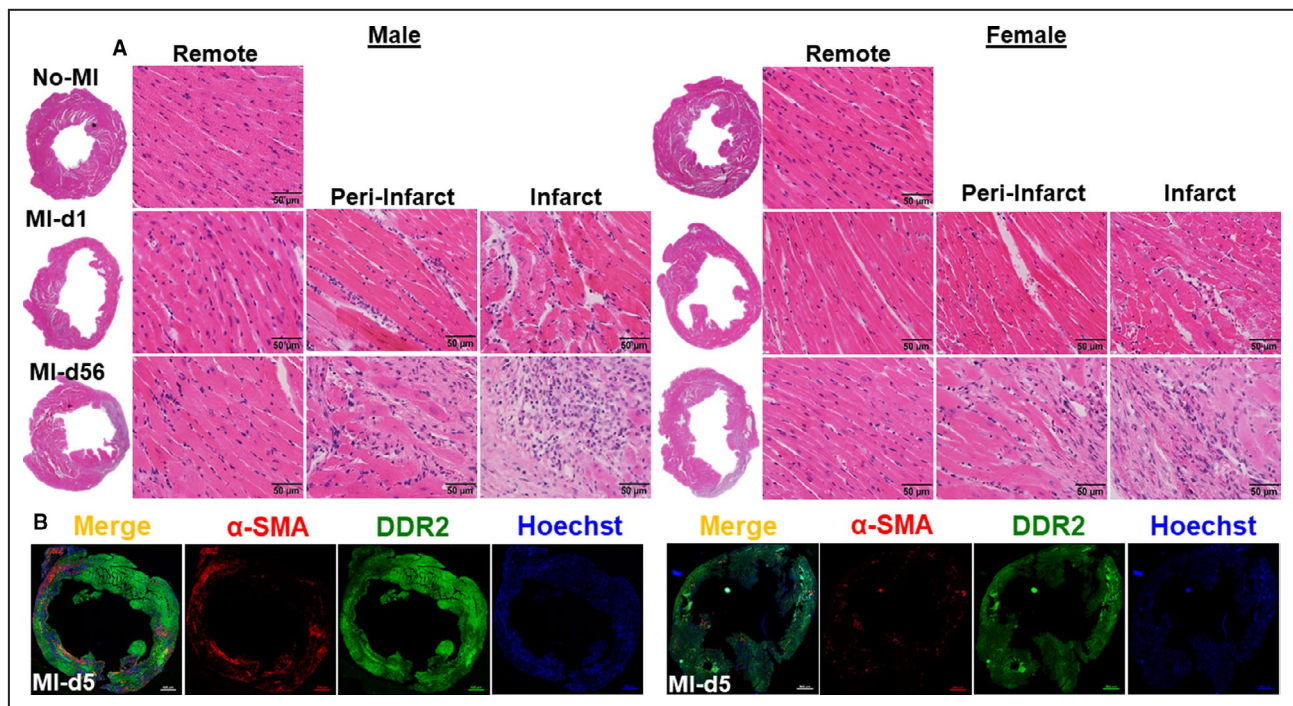 A
Male
Female
Remote
Remote
No-MI
50 μm
50 μm
Peri-Infarct
Infarct
Peri-Infarct
Infarct
MI-d1
50 μm
50 μm
50 μm
50 μm
50 μm
50 μm
MI-d56
50 μm
50 μm
50 μm
50 μm
50 μm
50 μm
B
Merge
α-SMA
DDR2
Hoechst
Merge
α-SMA
DDR2
Hoechst
MI-d5
MI-d5